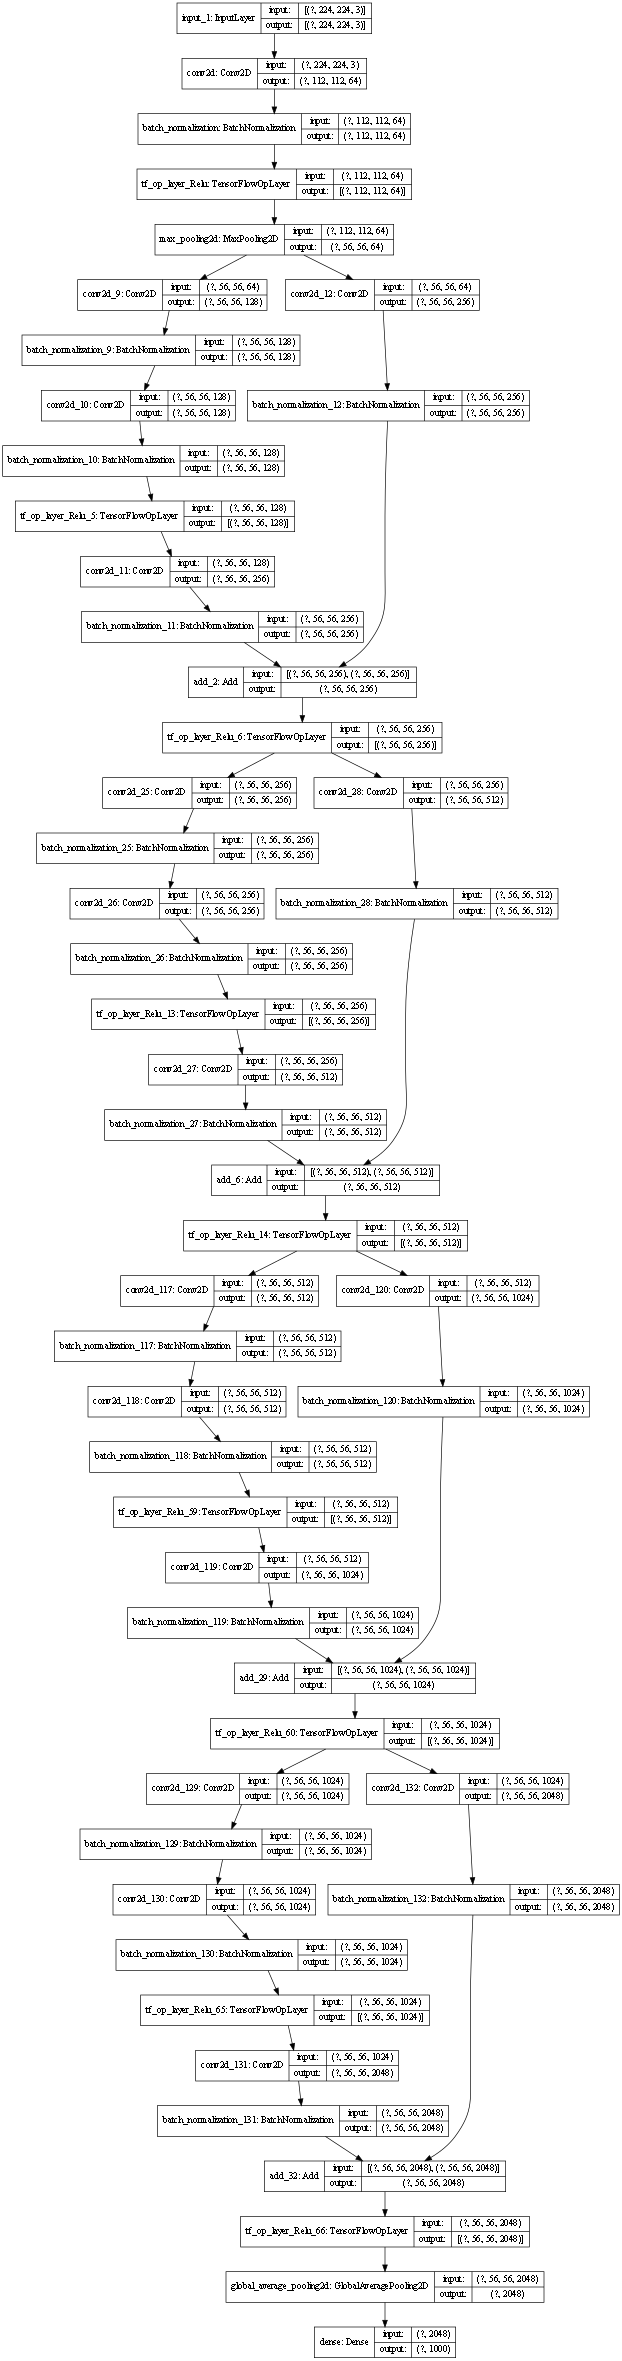 input_1: InputLayer
input: [(?, 224, 224, 3)]
output: [(?, 224, 224, 3)]
conv2d: Conv2D
input: (?, 224, 224, 3)
output: (?, 112, 112, 64)
batch_normalization: BatchNormalization
input: (?, 112, 112, 64)
output: (?, 112, 112, 64)
tf_op_layer_Relu: TensorFlowOpLayer
input: (?, 112, 112, 64)
output: [(?, 112, 112, 64)]
max_pooling2d: MaxPooling2D
input: (?, 112, 112, 64)
output: (?, 56, 56, 64)
conv2d_9: Conv2D
input: (?, 56, 56, 64)
output: (?, 56, 56, 128)
conv2d_12: Conv2D
input: (?, 56, 56, 64)
output: (?, 56, 56, 256)
batch_normalization_9: BatchNormalization
input: (?, 56, 56, 128)
output: (?, 56, 56, 128)
conv2d_10: Conv2D
input: (?, 56, 56, 128)
output: (?, 56, 56, 128)
batch_normalization_12: BatchNormalization
input: (?, 56, 56, 256)
output: (?, 56, 56, 256)
batch_normalization_10: BatchNormalization
input: (?, 56, 56, 128)
output: (?, 56, 56, 128)
tf_op_layer_Relu_5: TensorFlowOpLayer
input: (?, 56, 56, 128)
output: [(?, 56, 56, 128)]
conv2d_11: Conv2D
input: (?, 56, 56, 128)
output: (?, 56, 56, 256)
batch_normalization_11: BatchNormalization
input: (?, 56, 56, 256)
output: (?, 56, 56, 256)
add_2: Add
input: [(?, 56, 56, 256), (?, 56, 56, 256)]
output: (?, 56, 56, 256)
tf_op_layer_Relu_6: TensorFlowOpLayer
input: (?, 56, 56, 256)
output: [(?, 56, 56, 256)]
conv2d_25: Conv2D
input: (?, 56, 56, 256)
output: (?, 56, 56, 256)
conv2d_28: Conv2D
input: (?, 56, 56, 256)
output: (?, 56, 56, 512)
batch_normalization_25: BatchNormalization
input: (?, 56, 56, 256)
output: (?, 56, 56, 256)
conv2d_26: Conv2D
input: (?, 56, 56, 256)
output: (?, 56, 56, 256)
batch_normalization_28: BatchNormalization
input: (?, 56, 56, 512)
output: (?, 56, 56, 512)
batch_normalization_26: BatchNormalization
input: (?, 56, 56, 256)
output: (?, 56, 56, 256)
tf_op_layer_Relu_13: TensorFlowOpLayer
input: (?, 56, 56, 256)
output: [(?, 56, 56, 256)]
conv2d_27: Conv2D
input: (?, 56, 56, 256)
output: (?, 56, 56, 512)
batch_normalization_27: BatchNormalization
input: (?, 56, 56, 512)
output: (?, 56, 56, 512)
add_6: Add
input: [(?, 56, 56, 512), (?, 56, 56, 512)]
output: (?, 56, 56, 512)
tf_op_layer_Relu_14: TensorFlowOpLayer
input: (?, 56, 56, 512)
output: [(?, 56, 56, 512)]
conv2d_117: Conv2D
input: (?, 56, 56, 512)
output: (?, 56, 56, 512)
conv2d_120: Conv2D
input: (?, 56, 56, 512)
output: (?, 56, 56, 1024)
batch_normalization_117: BatchNormalization
input: (?, 56, 56, 512)
output: (?, 56, 56, 512)
conv2d_118: Conv2D
input: (?, 56, 56, 512)
output: (?, 56, 56, 512)
batch_normalization_120: BatchNormalization
input: (?, 56, 56, 1024)
output: (?, 56, 56, 1024)
batch_normalization_118: BatchNormalization
input: (?, 56, 56, 512)
output: (?, 56, 56, 512)
tf_op_layer_Relu_59: TensorFlowOpLayer
input: (?, 56, 56, 512)
output: [(?, 56, 56, 512)]
conv2d_119: Conv2D
input: (?, 56, 56, 512)
output: (?, 56, 56, 1024)
batch_normalization_119: BatchNormalization
input: (?, 56, 56, 1024)
output: (?, 56, 56, 1024)
add_29: Add
input: [(?, 56, 56, 1024), (?, 56, 56, 1024)]
output: (?, 56, 56, 1024)
tf_op_layer_Relu_60: TensorFlowOpLayer
input: (?, 56, 56, 1024)
output: [(?, 56, 56, 1024)]
conv2d_129: Conv2D
input: (?, 56, 56, 1024)
output: (?, 56, 56, 1024)
conv2d_132: Conv2D
input: (?, 56, 56, 1024)
output: (?, 56, 56, 2048)
batch_normalization_129: BatchNormalization
input: (?, 56, 56, 1024)
output: (?, 56, 56, 1024)
conv2d_130: Conv2D
input: (?, 56, 56, 1024)
output: (?, 56, 56, 1024)
batch_normalization_132: BatchNormalization
input: (?, 56, 56, 2048)
output: (?, 56, 56, 2048)
batch_normalization_130: BatchNormalization
input: (?, 56, 56, 1024)
output: (?, 56, 56, 1024)
tf_op_layer_Relu_65: TensorFlowOpLayer
input: (?, 56, 56, 1024)
output: [(?, 56, 56, 1024)]
conv2d_131: Conv2D
input: (?, 56, 56, 1024)
output: (?, 56, 56, 2048)
batch_normalization_131: BatchNormalization
input: (?, 56, 56, 2048)
output: (?, 56, 56, 2048)
add_32: Add
input: [(?, 56, 56, 2048), (?, 56, 56, 2048)]
output: (?, 56, 56, 2048)
tf_op_layer_Relu_66: TensorFlowOpLayer
input: (?, 56, 56, 2048)
output: [(?, 56, 56, 2048)]
global_average_pooling2d: GlobalAveragePooling2D
input: (?, 56, 56, 2048)
output: (?, 2048)
dense: Dense
input: (?, 2048)
output: (?, 1000)